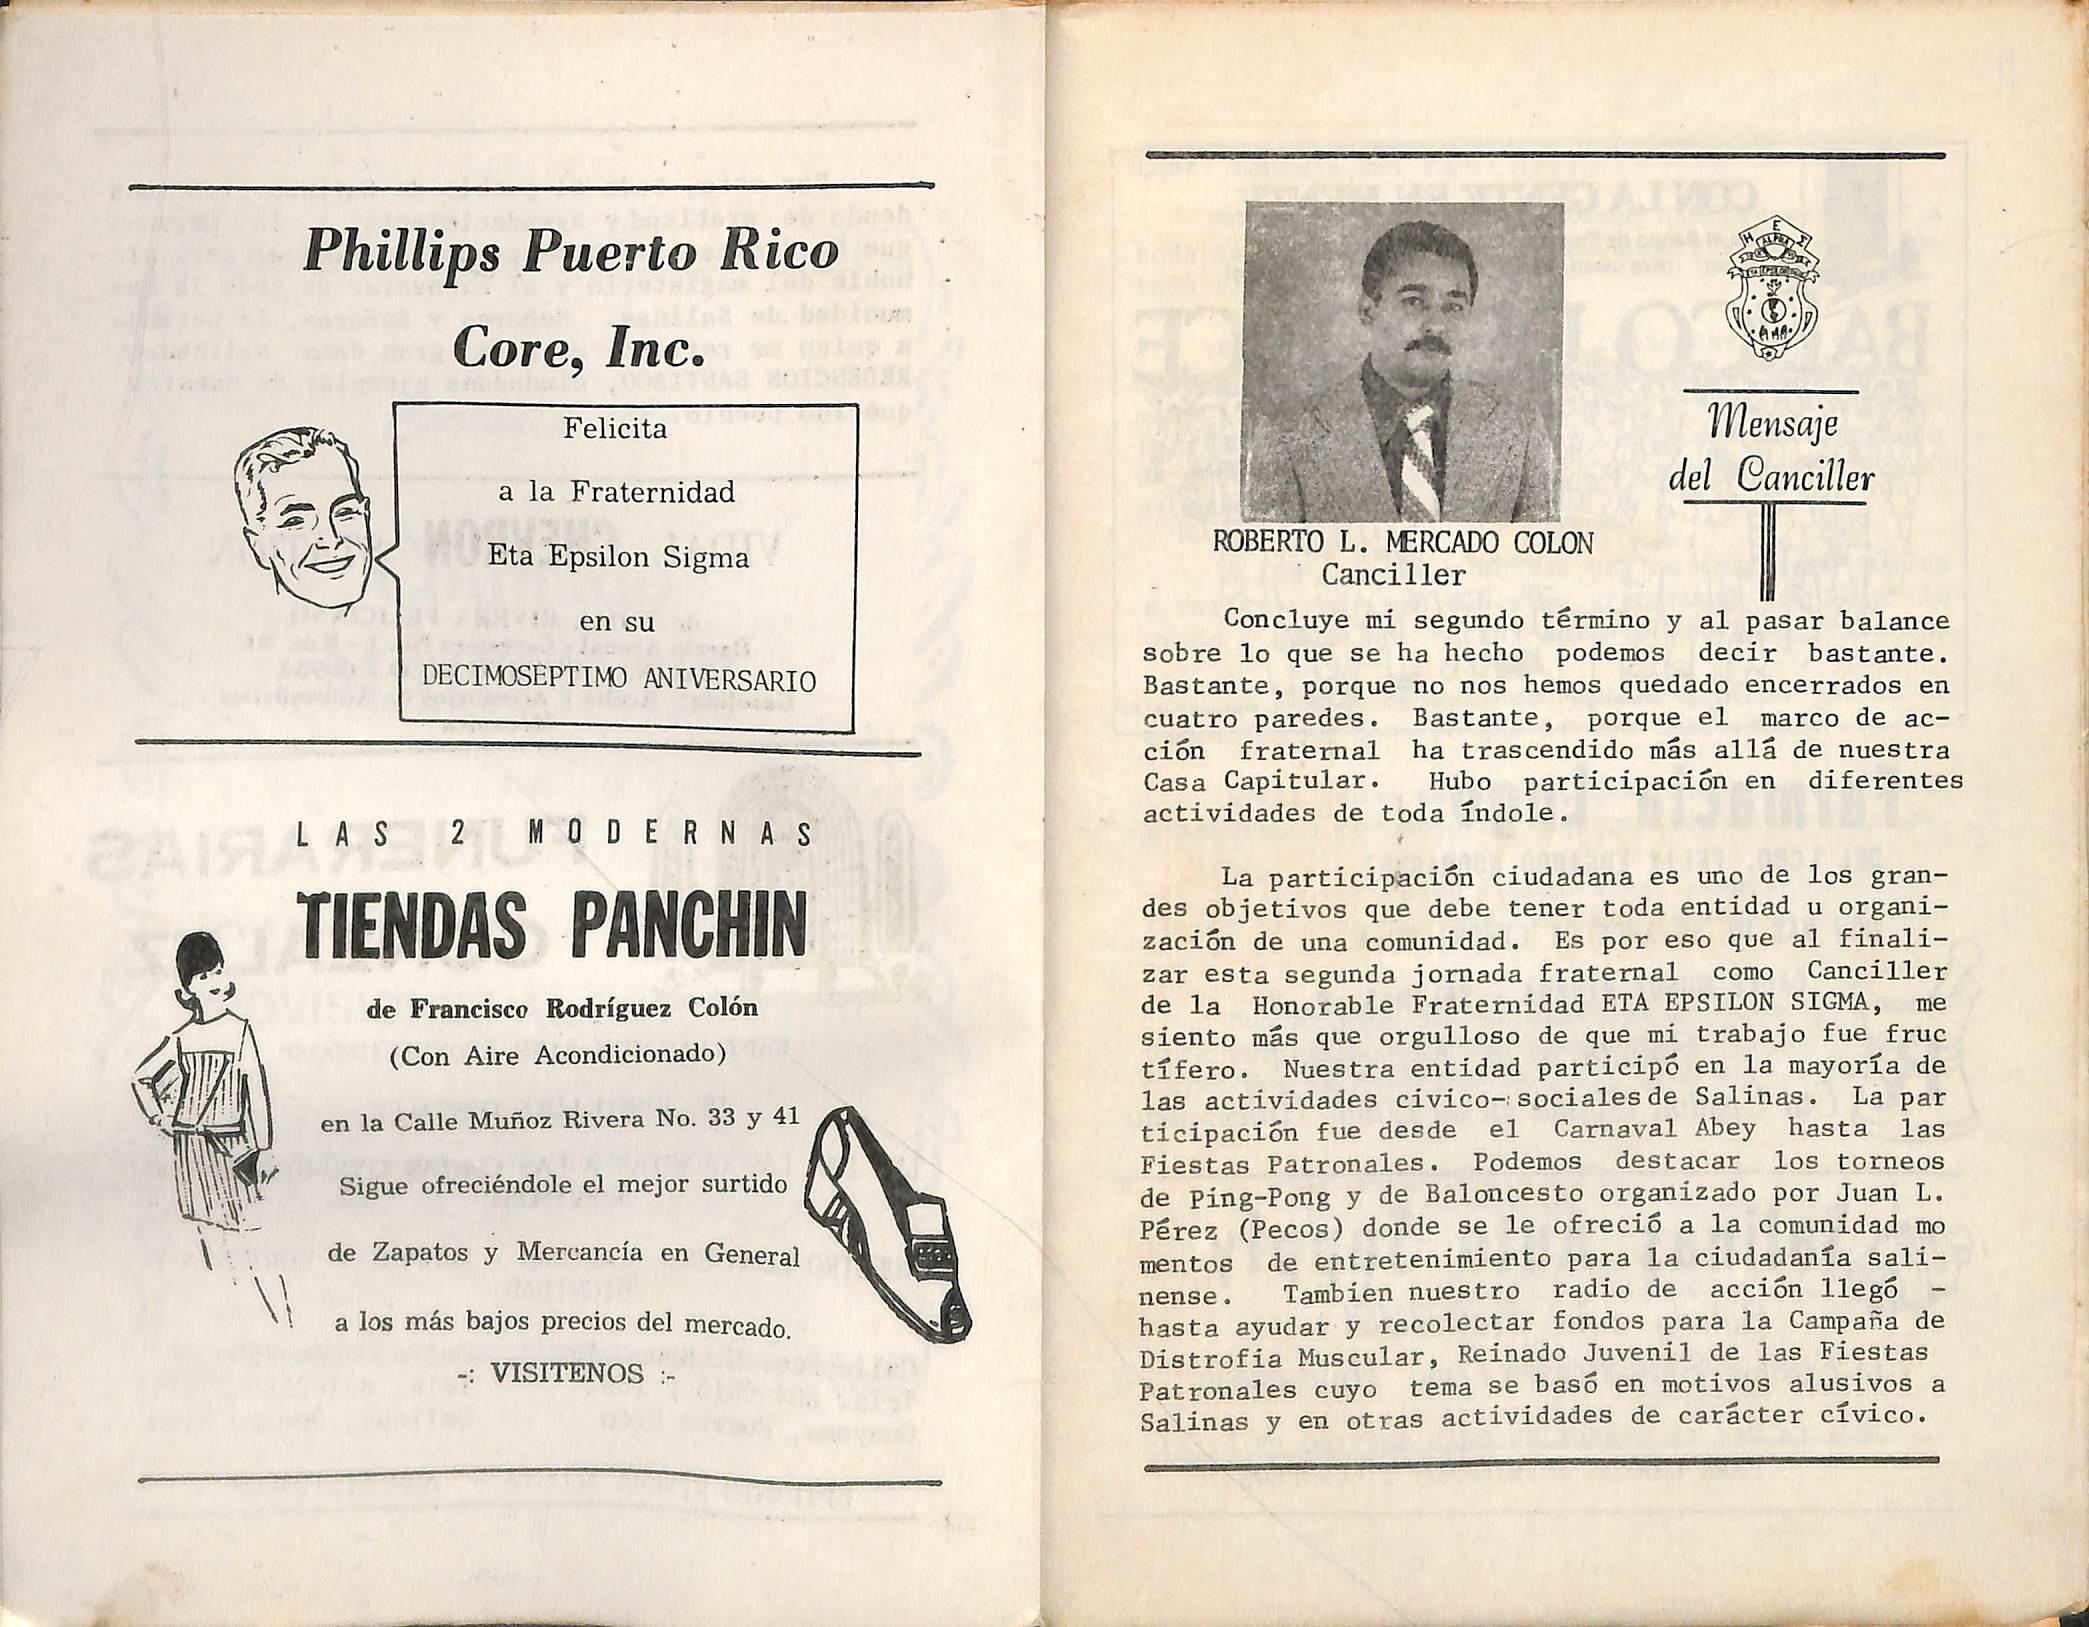 Phillips Puerto Rico
Core, Inc.
Felicita
a la Fraternidad
Eta Epsilon Sigma
en su
DECIMOSEPTIMO ANIVERSARIO
LAS 2 MODERNAS
TIENDAS PANCHIN
de Francisco Rodríguez Colón
(Con Aire Acondicionado)
en la Calle Muñoz Rivera No. 33 y 41
Sigue ofreciéndole el mejor surtido
de Zapatos y Mercancía en General
a los más bajos precios del mercado.
-: VISITENOS :-
Η Ε Σ
ALPHA
Mensaje
del Canciller
ROBERTO L. MERCADO COLON
Canciller
Concluye mi segundo término y al pasar balance
sobre lo que se ha hecho podemos decir bastante.
Bastante, porque no nos hemos quedado encerrados en
cuatro paredes. Bastante, porque el marco de ac-
ción fraternal ha trascendido más allá de nuestra
Casa Capitular. Hubo participación en diferentes
actividades de toda índole.
La participación ciudadana es uno de los gran-
des objetivos que debe tener toda entidad u organi-
zación de una comunidad. Es por eso que al finali-
zar esta segunda jornada fraternal como Canciller
de la Honorable Fraternidad ETA EPSILON SIGMA, me
siento más que orgulloso de que mi trabajo fue fruc
tífero. Nuestra entidad participó en la mayoría de
las actividades civico-sociales de Salinas. La par
ticipación fue desde el Carnaval Abey hasta las
Fiestas Patronales. Podemos destacar los torneos
de Ping-Pong y de Baloncesto organizado por Juan L.
Pérez (Pecos) donde se le ofreció a la comunidad mo
mentos de entretenimiento para la ciudadanía sali-
nense. Tambien nuestro radio de acción llegó -
hasta ayudar y recolectar fondos para la Campaña de
Distrofia Muscular, Reinado Juvenil de las Fiestas
Patronales cuyo tema se basó en motivos alusivos a
Salinas y en otras actividades de carácter cívico.